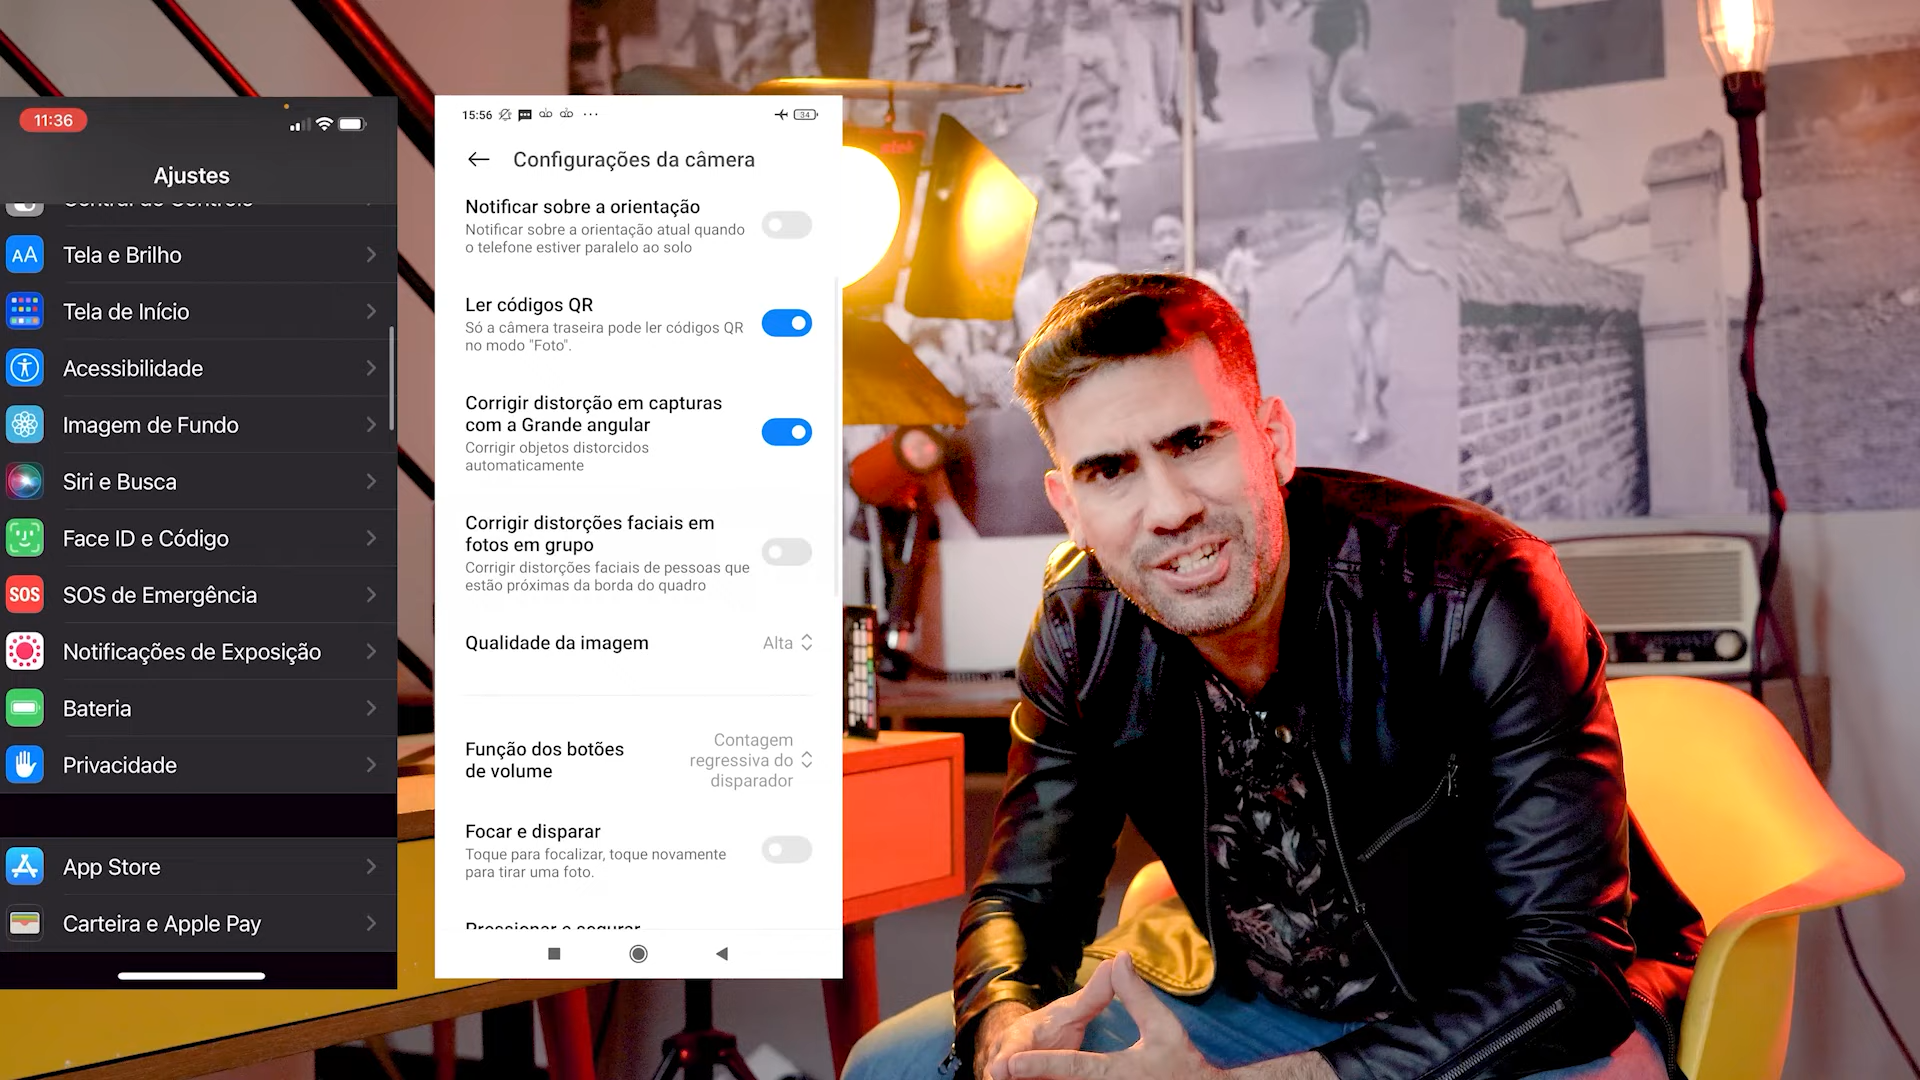 11:36
Ajustes
Central de Controle
Tela e Brilho
Tela de Início
Acessibilidade
Imagem de Fundo
Siri e Busca
Face ID e Código
SOS
SOS de Emergência
Notificações de Exposição
Bateria
Privacidade
App Store
Carteira e Apple Pay
15:56
34
Configurações da câmera
Notificar sobre a orientação
Notificar sobre a orientação atual quando
o telefone estiver paralelo ao solo
Ler códigos QR
Só a câmera traseira pode ler códigos QR
no modo "Foto".
Corrigir distorção em capturas
com a Grande angular
Corrigir objetos distorcidos
automaticamente
Corrigir distorções faciais em
fotos em grupo
Corrigir distorções faciais de pessoas que
estão próximas da borda do quadro
Qualidade da imagem
Alta
Função dos botões
de volume
Contagem
regressiva do
disparador
Focar e disparar
Toque para focalizar, toque novamente
para tirar uma foto.
Pressionar e segurar